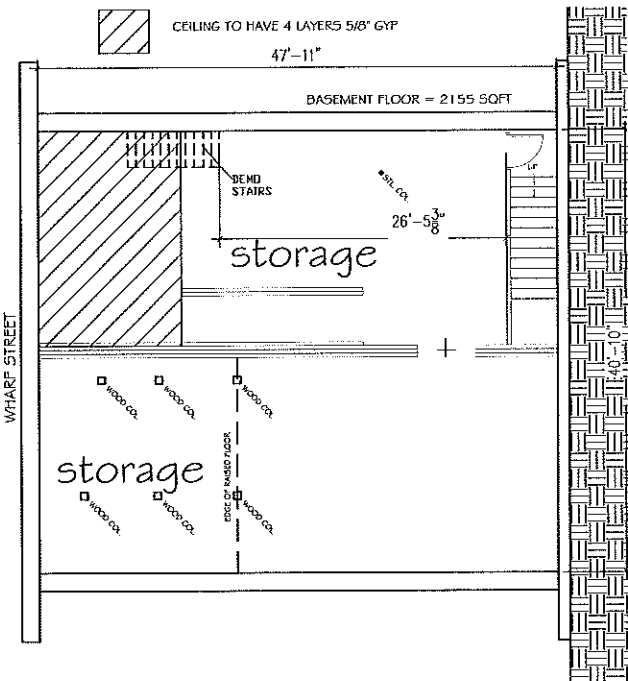 CEILING TO HAVE 4 LAYERS 5/8" GYP
47'-11"
BASEMENT FLOOR = 2155 SQFT
DEMO
STAIRS
STL COL
UP
26'-5 3/8"
storage
WHARF STREET
40'-10"
WOOD COL
WOOD COL
WOOD COL
storage
EDGE OF RAISED FLOOR
WOOD COL
WOOD COL
WOOD COL